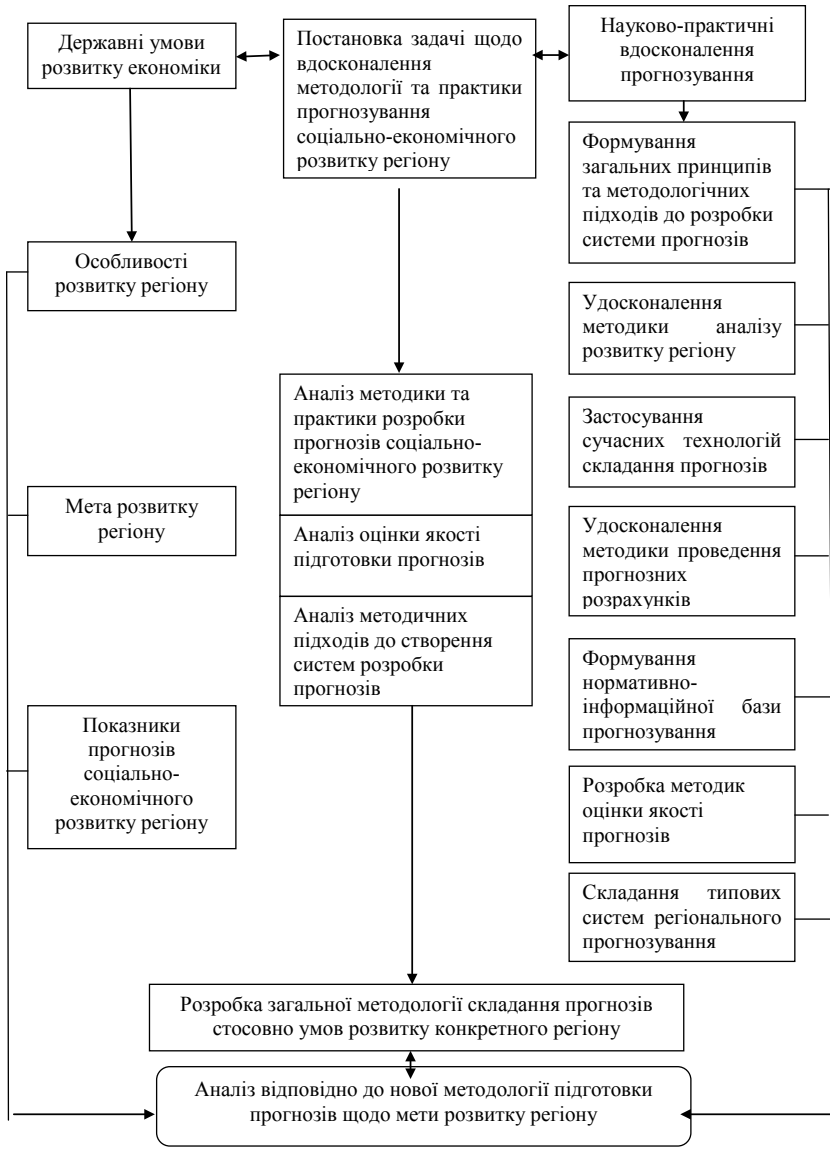 Державні умови
розвитку економіки
Постановка задачі щодо
вдосконалення
методології та практики
прогнозування
соціально-економічного
розвитку регіону
Науково-практичні
вдосконалення
прогнозування
Формування
загальних принципів
та методологічних
підходів до розробки
системи прогнозів
Особливості
розвитку регіону
Удосконалення
методики аналізу
розвитку регіону
Аналіз методики та
практики розробки
прогнозів соціально-
економічного розвитку
регіону
Застосування
сучасних технологій
складання прогнозів
Мета розвитку
регіону
Аналіз оцінки якості
підготовки прогнозів
Удосконалення
методики проведення
прогнозних
розрахунків
Аналіз методичних
підходів до створення
систем розробки
прогнозів
Формування
нормативно-
інформаційної бази
прогнозування
Показники
прогнозів
соціально-
економічного
розвитку регіону
Розробка методик
оцінки якості
прогнозів
Складання типових
систем регіонального
прогнозування
Розробка загальної методології складання прогнозів
стосовно умов розвитку конкретного регіону
Аналіз відповідно до нової методології підготовки
прогнозів щодо мети розвитку регіону